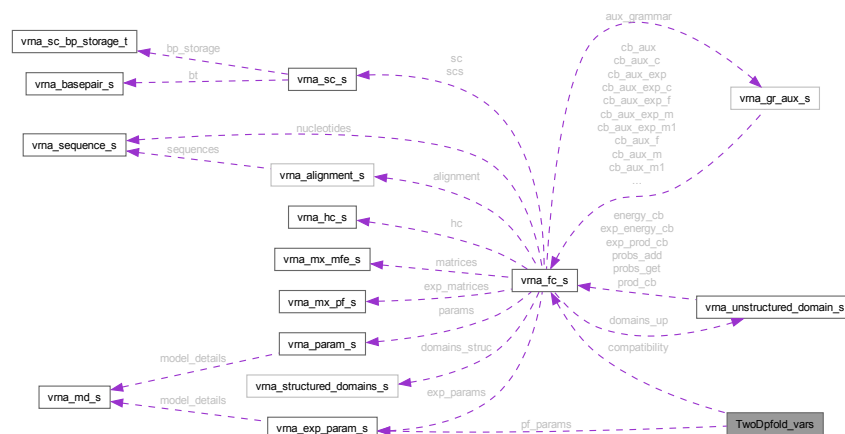 aux_grammar
vrna_sc_bp_storage_t
bp_storage
sc
scs
vrna_basepair_s
bt
vrna_sc_s
cb_aux
cb_aux_c
cb_aux_exp
cb_aux_exp_c
cb_aux_exp_f
cb_aux_exp_m
cb_aux_exp_m1
cb_aux_f
cb_aux_m
cb_aux_m1
...
vrna_gr_aux_s
nucleotides
vrna_sequence_s
sequences
vrna_alignment_s
alignment
vrna_hc_s
hc
vrna_mx_mfe_s
matrices
vrna_mx_pf_s
exp_matrices
vrna_fc_s
energy_cb
exp_energy_cb
exp_prod_cb
probs_add
probs_get
prod_cb
vrna_unstructured_domain_s
params
domains_up
vrna_param_s
model_details
domains_struc
compatibility
vrna_structured_domains_s
vrna_md_s
exp_params
model_details
vrna_exp_param_s
pf_params
TwoDpfold_vars